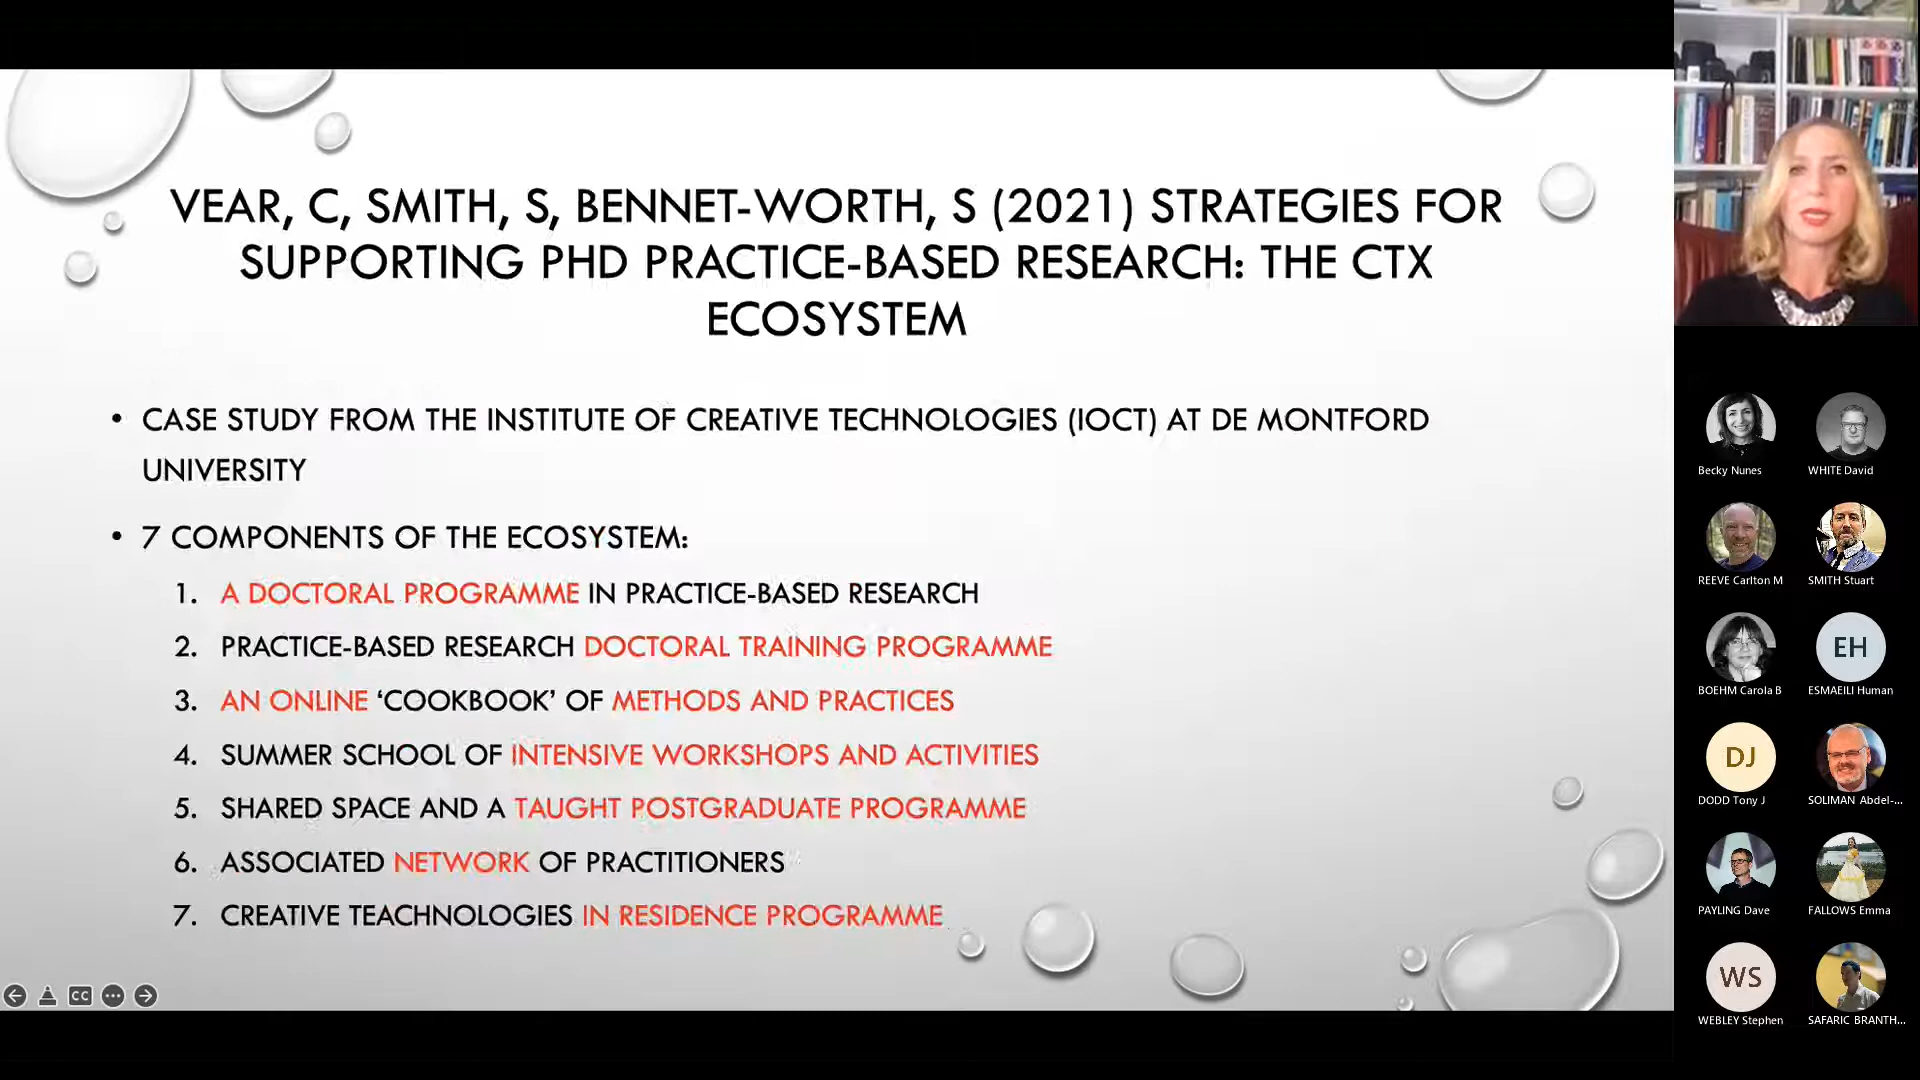 VEAR, C, SMITH, S, BENNET-WORTH, S (2021) STRATEGIES FOR
SUPPORTING PHD PRACTICE-BASED RESEARCH: THE CTX
ECOSYSTEM
• CASE STUDY FROM THE INSTITUTE OF CREATIVE TECHNOLOGIES (IOCT) AT DE MONTFORD
UNIVERSITY
• 7 COMPONENTS OF THE ECOSYSTEM:
1. A DOCTORAL PROGRAMME IN PRACTICE-BASED RESEARCH
2. PRACTICE-BASED RESEARCH DOCTORAL TRAINING PROGRAMME
3. AN ONLINE ‘COOKBOOK’ OF METHODS AND PRACTICES
4. SUMMER SCHOOL OF INTENSIVE WORKSHOPS AND ACTIVITIES
5. SHARED SPACE AND A TAUGHT POSTGRADUATE PROGRAMME
6. ASSOCIATED NETWORK OF PRACTITIONERS
7. CREATIVE TEACHNOLOGIES IN RESIDENCE PROGRAMME
CC
Becky Nunes
WHITE David
REEVE Carlton M
SMITH Stuart
BOEHM Carola B
EH
ESMAEILI Human
DJ
DODD Tony J
SOLIMAN Abdel-...
PAYLING Dave
FALLOWS Emma
WS
WEBLEY Stephen
SAFARIC BRANTH...